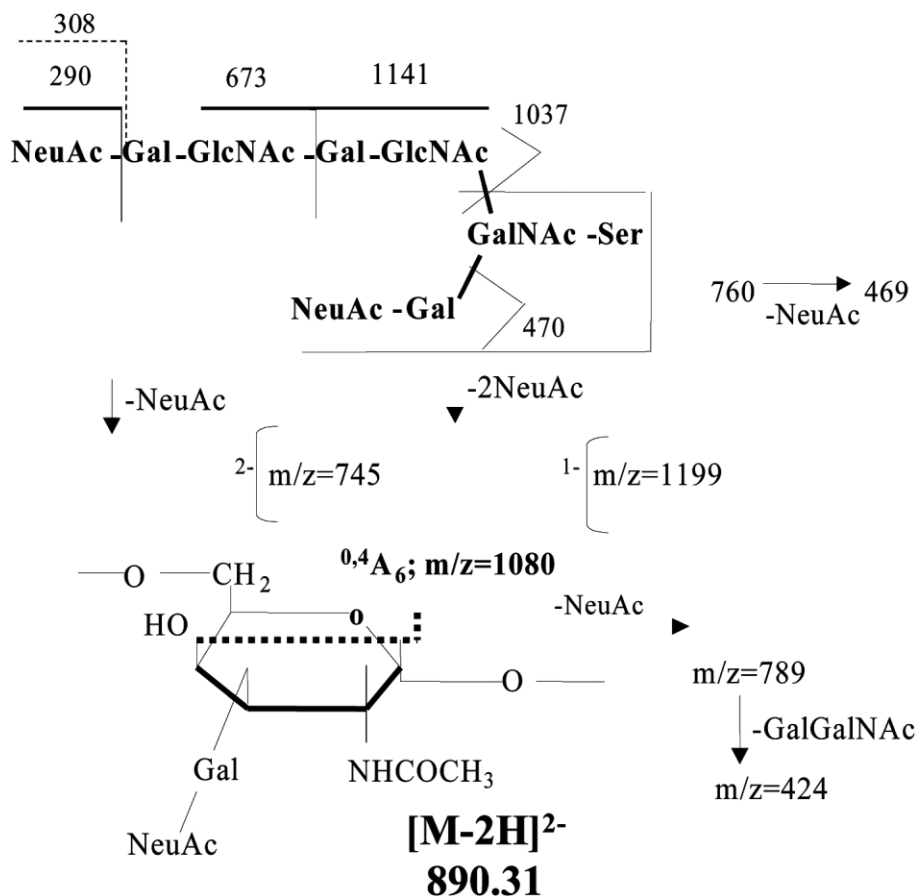 308
290 673 1141
1037
NeuAc -Gal-GlcNAc -Gal-GlcNAc
GalNAc -Ser
NeuAc -Gal
470
760 469
-NeuAc
-NeuAc
-2NeuAc
2- m/z=745
1- m/z=1199
0,4A6; m/z=1080
O CH2
-NeuAc
HO o
O
m/z=789
-GalGalNAc
Gal NHCOCH3
m/z=424
NeuAc
[M-2H]2-
890.31